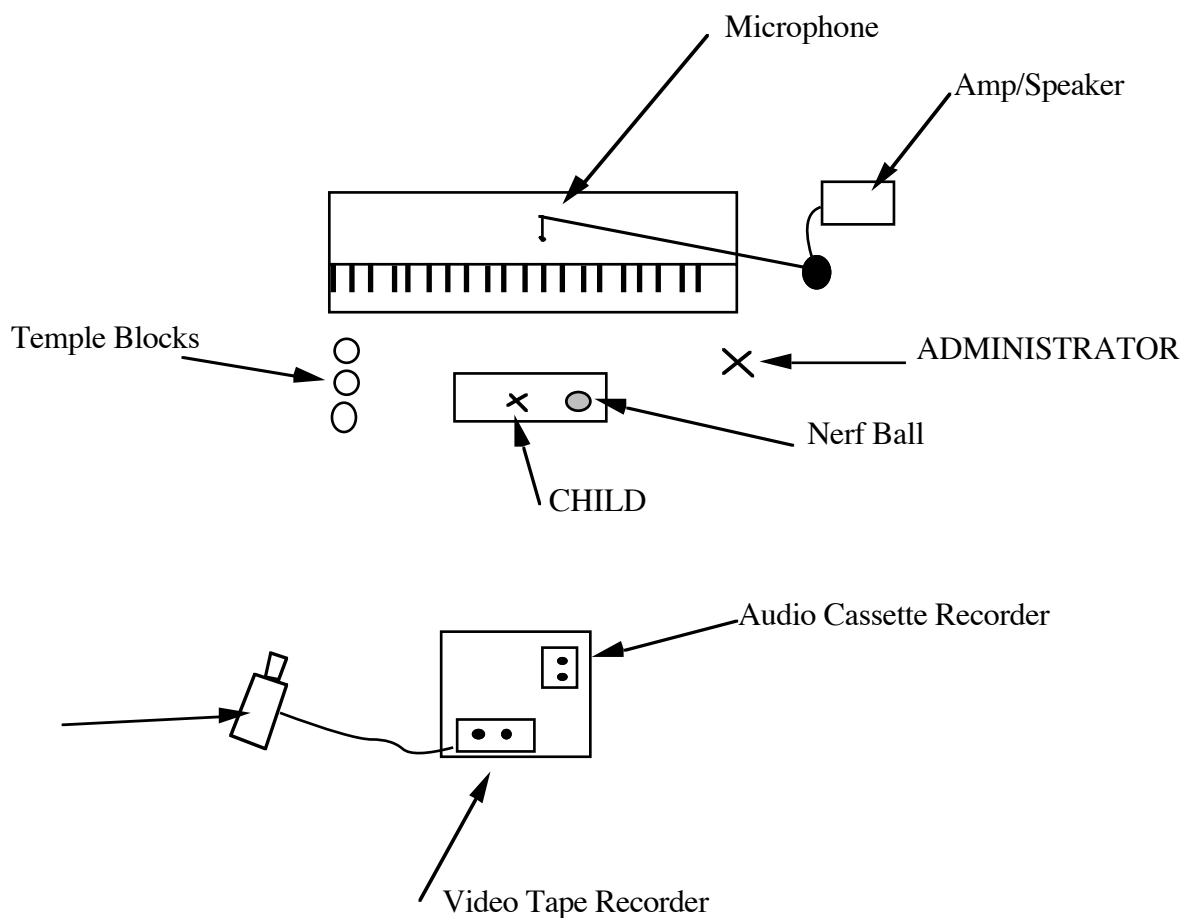 Microphone
Amp/Speaker
Temple Blocks
ADMINISTRATOR
Nerf Ball
CHILD
Audio Cassette Recorder
Video Tape Recorder